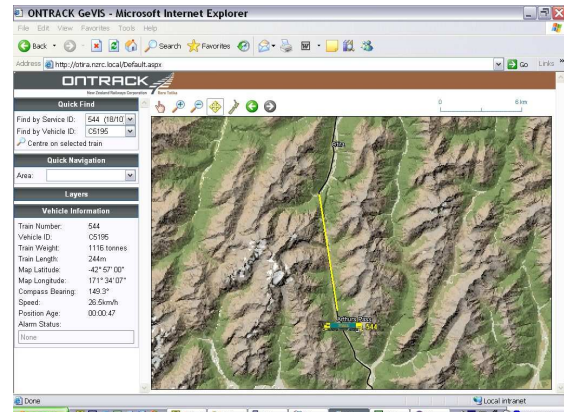 ONTRACK GeVIS - Microsoft Internet Explorer
File Edit View Favorites Tools Help
Back Search Favorites
Address http://otira.nzrc.local/Default.aspx Go Links
ONTRACK
New Zealand Railways Corporation
Quick Find
Find by Service ID: 544 (18/10
Find by Vehicle ID: C5195
Centre on selected train
Quick Navigation
Area:
Layers
Vehicle Information
Train Number: 544
Vehicle ID: C5195
Train Weight: 1116 tonnes
Train Length: 244m
Map Latitude: -42° 57' 00"
Map Longitude: 171° 34' 07"
Compass Bearing: 149.3°
Speed: 26.5km/h
Position Age: 00:00:47
Alarm Status:
None
0 6 km
Otira
Arthurs Pass
544
Done Local intranet